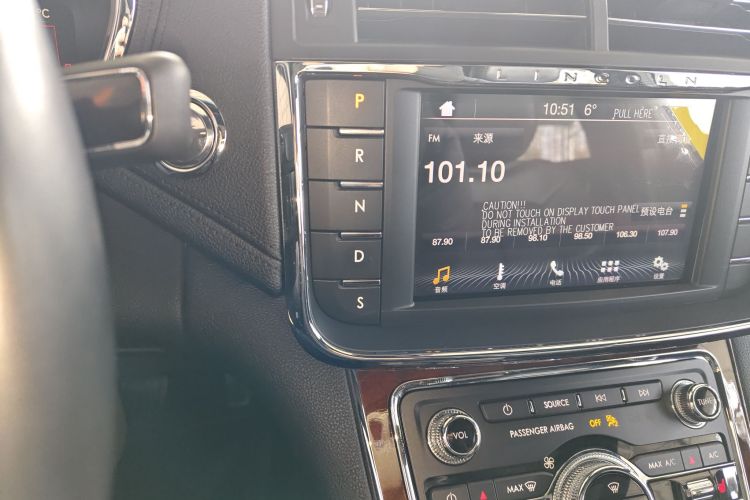 °C
LINCOLN
P
R
N
D
S
10:51 6°
PULL HERE
FM 来源
101.10
CAUTION!!!
DO NOT TOUCH ON DISPLAY TOUCH PANEL
DURING INSTALLATION
TO BE REMOVED BY THE CUSTOMER
预设电台
87.90 87.90 98.10 98.50 106.30 107.90
音频 空调 电话 应用程序 设置
VOL
SOURCE
TUNE
PASSENGER AIRBAG OFF
MAX A/C
A/C
MAX